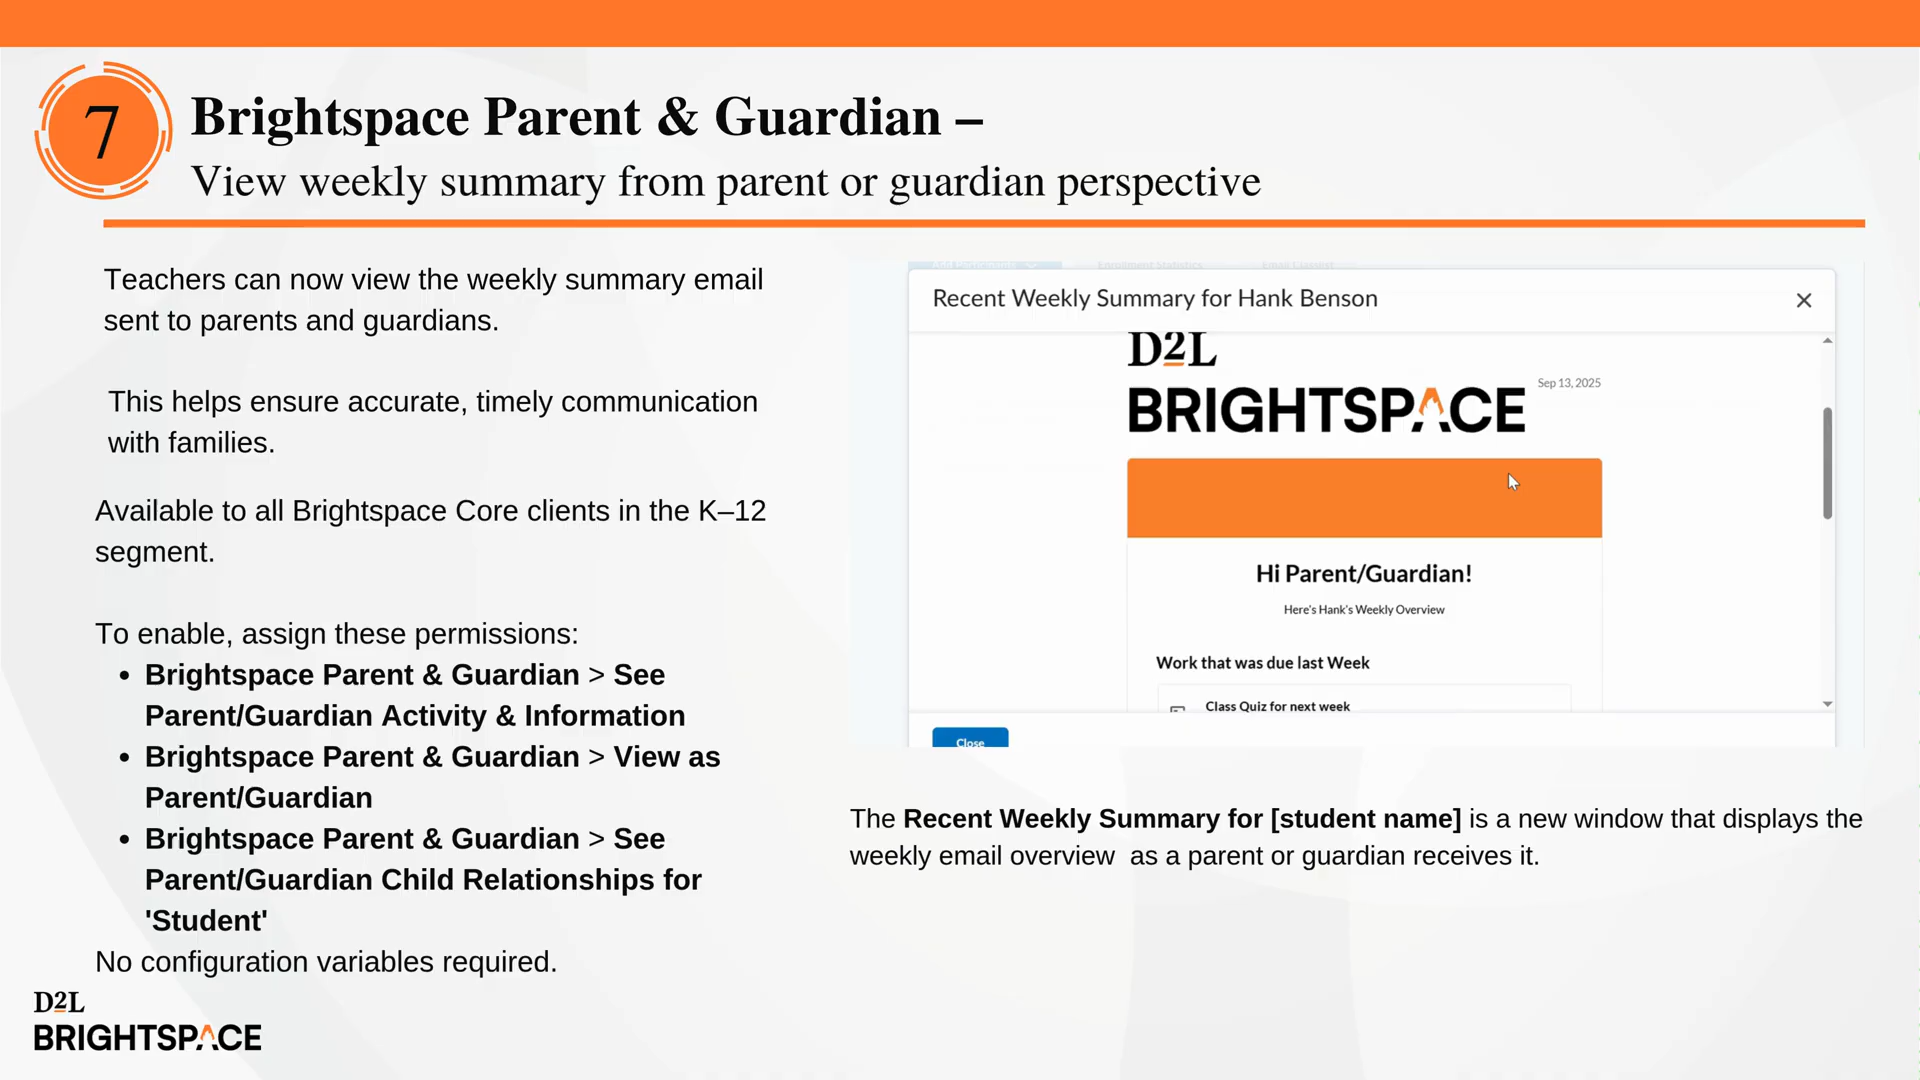 7
Brightspace Parent & Guardian –
View weekly summary from parent or guardian perspective
Teachers can now view the weekly summary email
sent to parents and guardians.
This helps ensure accurate, timely communication
with families.
Available to all Brightspace Core clients in the K–12
segment.
To enable, assign these permissions:
• Brightspace Parent & Guardian > See
Parent/Guardian Activity & Information
• Brightspace Parent & Guardian > View as
Parent/Guardian
• Brightspace Parent & Guardian > See
Parent/Guardian Child Relationships for
'Student'
No configuration variables required.
D2L
BRIGHTSPACE
Add Participants Enrollment Statistics Email Classlist
Recent Weekly Summary for Hank Benson
D2L
BRIGHTSPACE
Sep 13, 2025
Hi Parent/Guardian!
Here's Hank's Weekly Overview
Work that was due last Week
Class Quiz for next week
Close
The Recent Weekly Summary for [student name] is a new window that displays the
weekly email overview as a parent or guardian receives it.